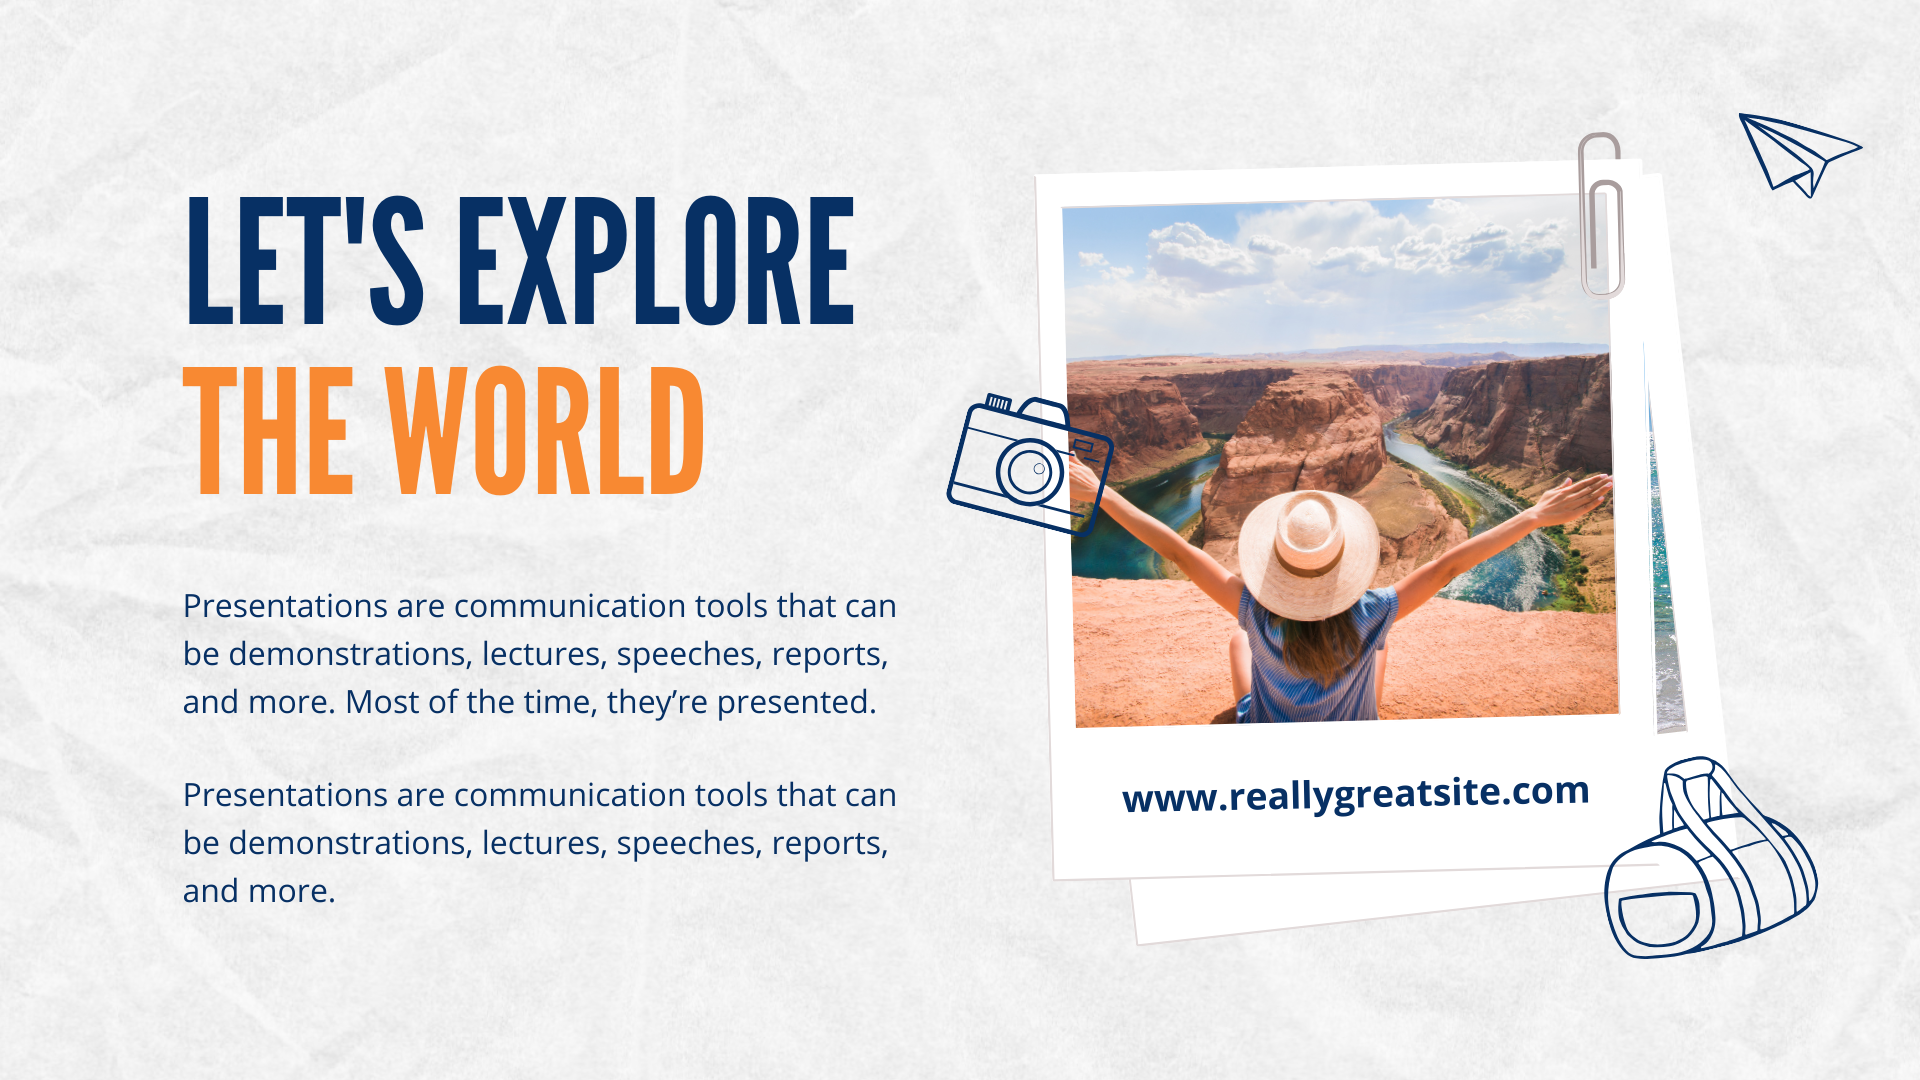 LET'S EXPLORE
THE WORLD
Presentations are communication tools that can
be demonstrations, lectures, speeches, reports,
and more. Most of the time, they’re presented.
Presentations are communication tools that can
be demonstrations, lectures, speeches, reports,
and more.
www.reallygreatsite.com